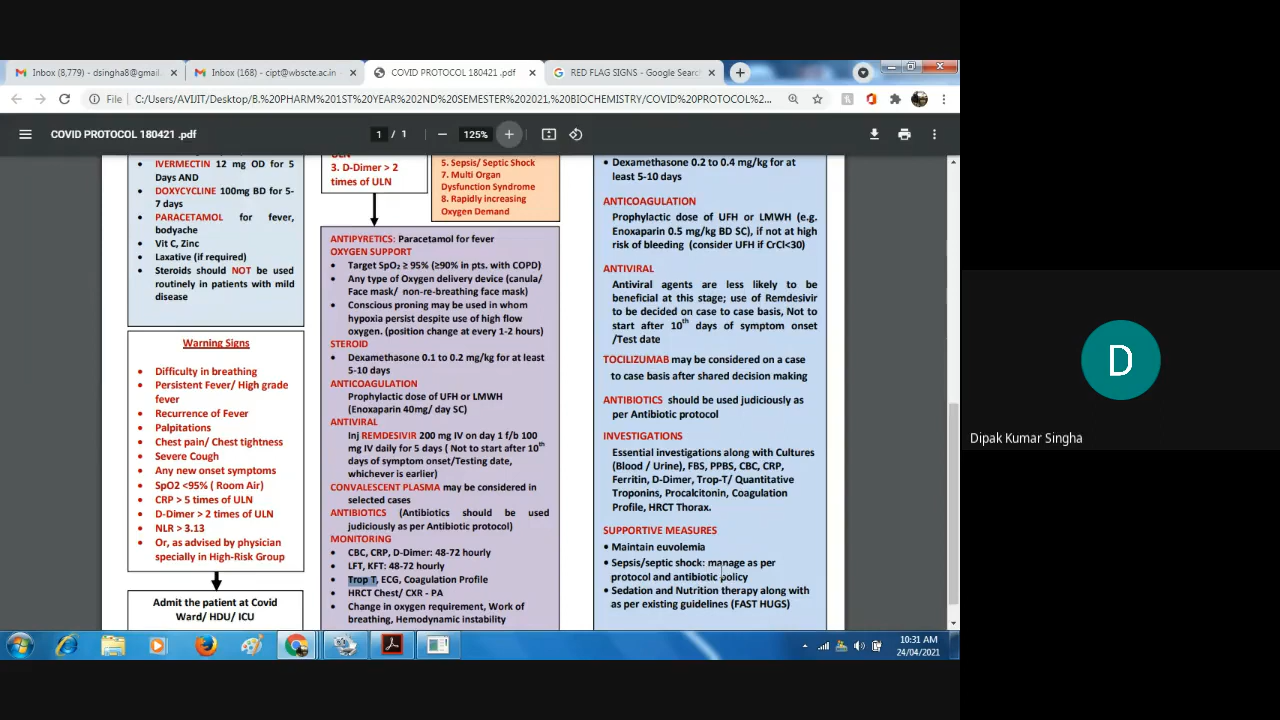 Inbox (8,779) - dsingha8@gmail.
Inbox (168) - cipt@wbscte.ac.in
COVID PROTOCOL 180421 .pdf
RED FLAG SIGNS - Google Search
File
C:/Users/AVIJIT/Desktop/B.%20PHARM%201ST%20YEAR%202ND%20SEMESTER%202021,%20BIOCHEMISTRY/COVID%20PROTOCOL%2...
COVID PROTOCOL 180421 .pdf
1 / 1
125%
IVERMECTIN 12 mg OD for 5
Days AND
DOXYCYCLINE 100mg BD for 5-
7 days
PARACETAMOL for fever,
bodyache
Vit C, Zinc
Laxative (if required)
Steroids should NOT be used
routinely in patients with mild
disease
Warning Signs
Difficulty in breathing
Persistent Fever/ High grade
fever
Recurrence of Fever
Palpitations
Chest pain/ Chest tightness
Severe Cough
Any new onset symptoms
SpO2 <95% ( Room Air)
CRP > 5 times of ULN
D-Dimer > 2 times of ULN
NLR > 3.13
Or, as advised by physician
specially in High-Risk Group
Admit the patient at Covid
Ward/ HDU/ ICU
ULN
3. D-Dimer > 2
times of ULN
5. Sepsis/ Septic Shock
7. Multi Organ
Dysfunction Syndrome
8. Rapidly increasing
Oxygen Demand
ANTIPYRETICS: Paracetamol for fever
OXYGEN SUPPORT
Target SpO₂ ≥ 95% (≥90% in pts. with COPD)
Any type of Oxygen delivery device (canula/
Face mask/ non-re-breathing face mask)
Conscious proning may be used in whom
hypoxia persist despite use of high flow
oxygen. (position change at every 1-2 hours)
STEROID
Dexamethasone 0.1 to 0.2 mg/kg for at least
5-10 days
ANTICOAGULATION
Prophylactic dose of UFH or LMWH
(Enoxaparin 40mg/ day SC)
ANTIVIRAL
Inj REMDESIVIR 200 mg IV on day 1 f/b 100
mg IV daily for 5 days ( Not to start after 10th
days of symptom onset/Testing date,
whichever is earlier)
CONVALESCENT PLASMA may be considered in
selected cases
ANTIBIOTICS (Antibiotics should be used
judiciously as per Antibiotic protocol)
MONITORING
CBC, CRP, D-Dimer: 48-72 hourly
LFT, KFT: 48-72 hourly
Trop T, ECG, Coagulation Profile
HRCT Chest/ CXR - PA
Change in oxygen requirement, Work of
breathing, Hemodynamic instability
Dexamethasone 0.2 to 0.4 mg/kg for at
least 5-10 days
ANTICOAGULATION
Prophylactic dose of UFH or LMWH (e.g.
Enoxaparin 0.5 mg/kg BD SC), if not at high
risk of bleeding (consider UFH if CrCl<30)
ANTIVIRAL
Antiviral agents are less likely to be
beneficial at this stage; use of Remdesivir
to be decided on case to case basis, Not to
start after 10th days of symptom onset
/Test date
TOCILIZUMAB may be considered on a case
to case basis after shared decision making
ANTIBIOTICS should be used judiciously as
per Antibiotic protocol
INVESTIGATIONS
Essential investigations along with Cultures
(Blood / Urine), FBS, PPBS, CBC, CRP,
Ferritin, D-Dimer, Trop-T/ Quantitative
Troponins, Procalcitonin, Coagulation
Profile, HRCT Thorax.
SUPPORTIVE MEASURES
Maintain euvolemia
Sepsis/septic shock: manage as per
protocol and antibiotic policy
Sedation and Nutrition therapy along with
as per existing guidelines (FAST HUGS)
10:31 AM
24/04/2021
D
Dipak Kumar Singha